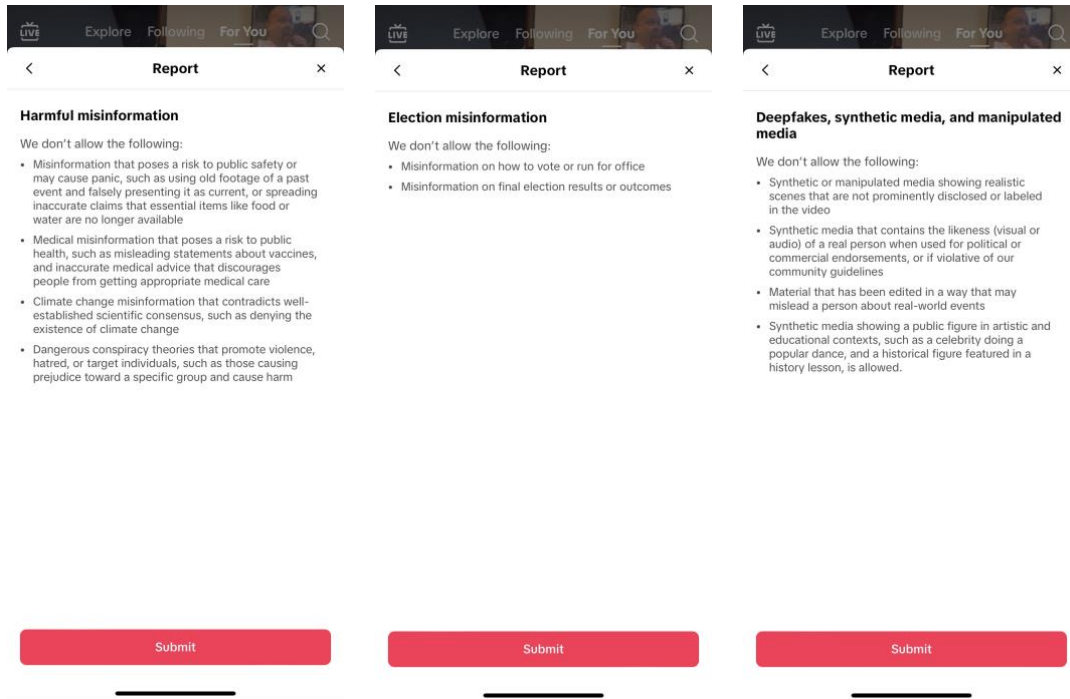 LIVE Explore Following For You
Report
Harmful misinformation
We don't allow the following:
• Misinformation that poses a risk to public safety or
may cause panic, such as using old footage of a past
event and falsely presenting it as current, or spreading
inaccurate claims that essential items like food or
water are no longer available
• Medical misinformation that poses a risk to public
health, such as misleading statements about vaccines,
and inaccurate medical advice that discourages
people from getting appropriate medical care
• Climate change misinformation that contradicts well-
established scientific consensus, such as denying the
existence of climate change
• Dangerous conspiracy theories that promote violence,
hatred, or target individuals, such as those causing
prejudice toward a specific group and cause harm
Submit
LIVE Explore Following For You
Report
Election misinformation
We don't allow the following:
• Misinformation on how to vote or run for office
• Misinformation on final election results or outcomes
Submit
LIVE Explore Following For You
Report
Deepfakes, synthetic media, and manipulated
media
We don't allow the following:
• Synthetic or manipulated media showing realistic
scenes that are not prominently disclosed or labeled
in the video
• Synthetic media that contains the likeness (visual or
audio) of a real person when used for political or
commercial endorsements, or if violative of our
community guidelines
• Material that has been edited in a way that may
mislead a person about real-world events
• Synthetic media showing a public figure in artistic and
educational contexts, such as a celebrity doing a
popular dance, and a historical figure featured in a
history lesson, is allowed.
Submit